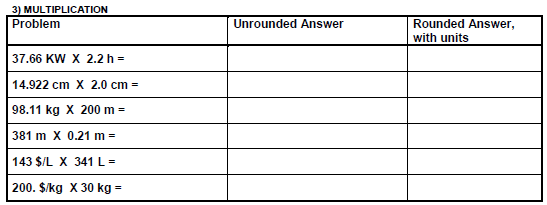 3) MULTIPLICATION
Problem Unrounded Answer Rounded Answer,
with units
37.66 KW X 2.2 h =
14.922 cm X 2.0 cm =
98.11 kg X 200 m =
381 m X 0.21 m =
143 $/L X 341 L =
200. $/kg X 30 kg =